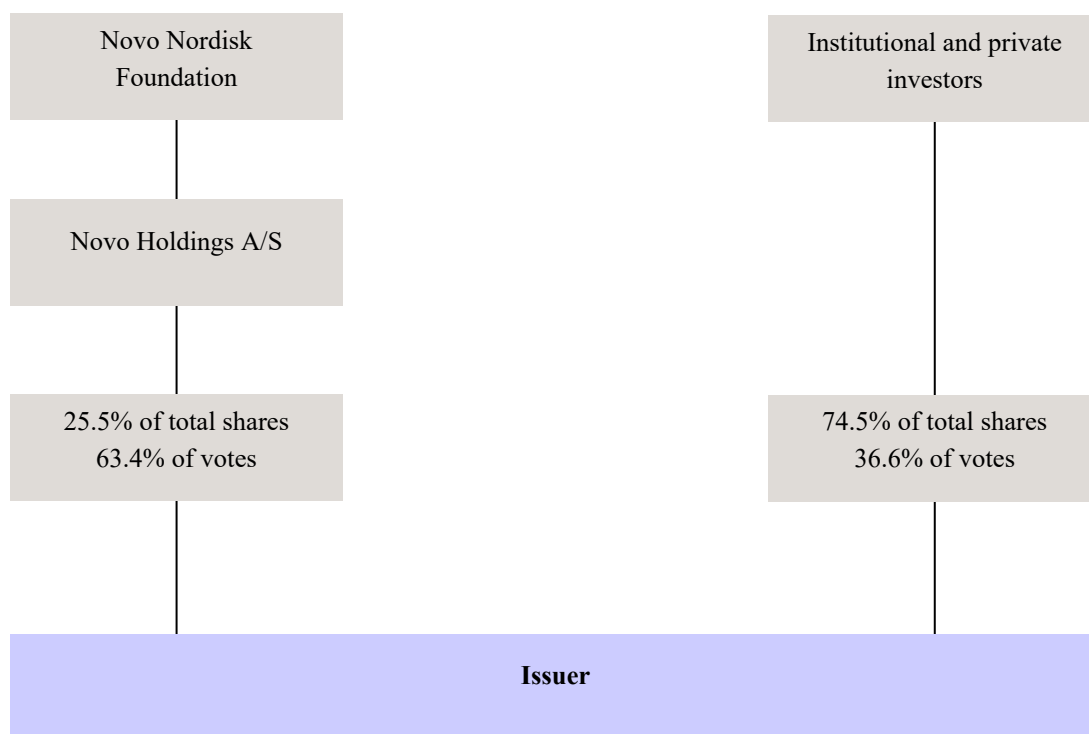 Novo Nordisk
Foundation
Institutional and private
investors
Novo Holdings A/S
25.5% of total shares
63.4% of votes
74.5% of total shares
36.6% of votes
Issuer